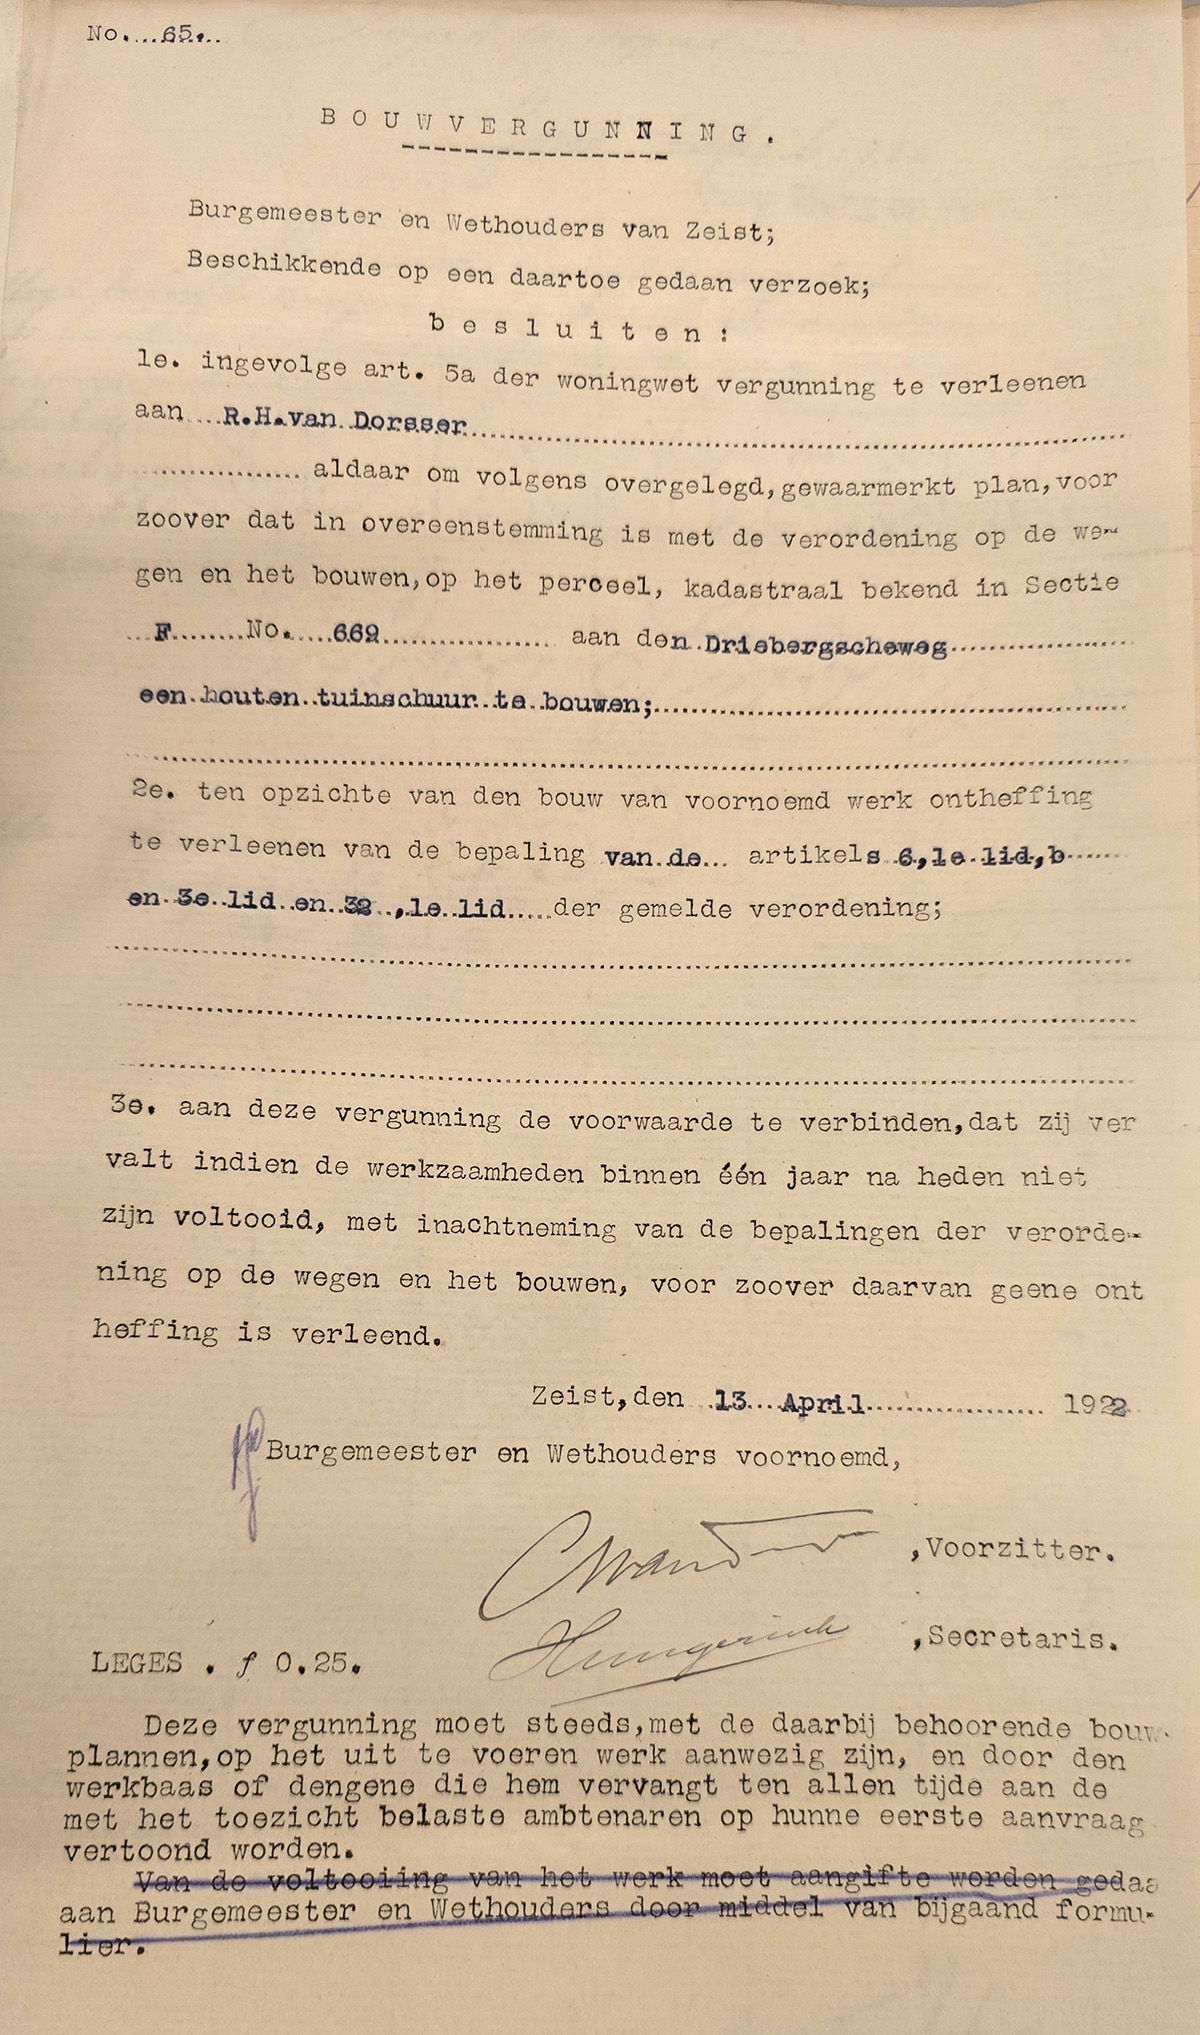 No. 65.
BOUWVERGUNNING.
Burgemeester en Wethouders van Zeist;
Beschikkende op een daartoe gedaan verzoek;
besluiten:
1e. ingevolge art. 5a der woningwet vergunning te verleenen
aan R.H.van Dorsser
aldaar om volgens overgelegd,gewaarmerkt plan,voor
zoover dat in overeenstemming is met de verordening op de we-
gen en het bouwen,op het perceel, kadastraal bekend in Sectie
F No. 669 aan den Driebergscheweg
een houten tuinschuur te bouwen;
2e. ten opzichte van den bouw van voornoemd werk ontheffing
te verleenen van de bepaling van de artikels 6,1e lid,b
en 3e lid en 32 ,1e lid der gemelde verordening;
3e. aan deze vergunning de voorwaarde te verbinden,dat zij ver
valt indien de werkzaamheden binnen één jaar na heden niet
zijn voltooid, met inachtneming van de bepalingen der verorde-
ning op de wegen en het bouwen, voor zoover daarvan geene ont
heffing is verleend.
Zeist,den 13 April 1922
Burgemeester en Wethouders voornoemd,
,Voorzitter.
,Secretaris.
LEGES . f 0.25.
Deze vergunning moet steeds,met de daarbij behoorende bouw-
plannen,op het uit te voeren werk aanwezig zijn, en door den
werkbaas of dengene die hem vervangt ten allen tijde aan de
met het toezicht belaste ambtenaren op hunne eerste aanvraag
vertoond worden.
Van de voltooiing van het werk moet aangifte worden gedaa
aan Burgemeester en Wethouders door middel van bijgaand formu-
lier.